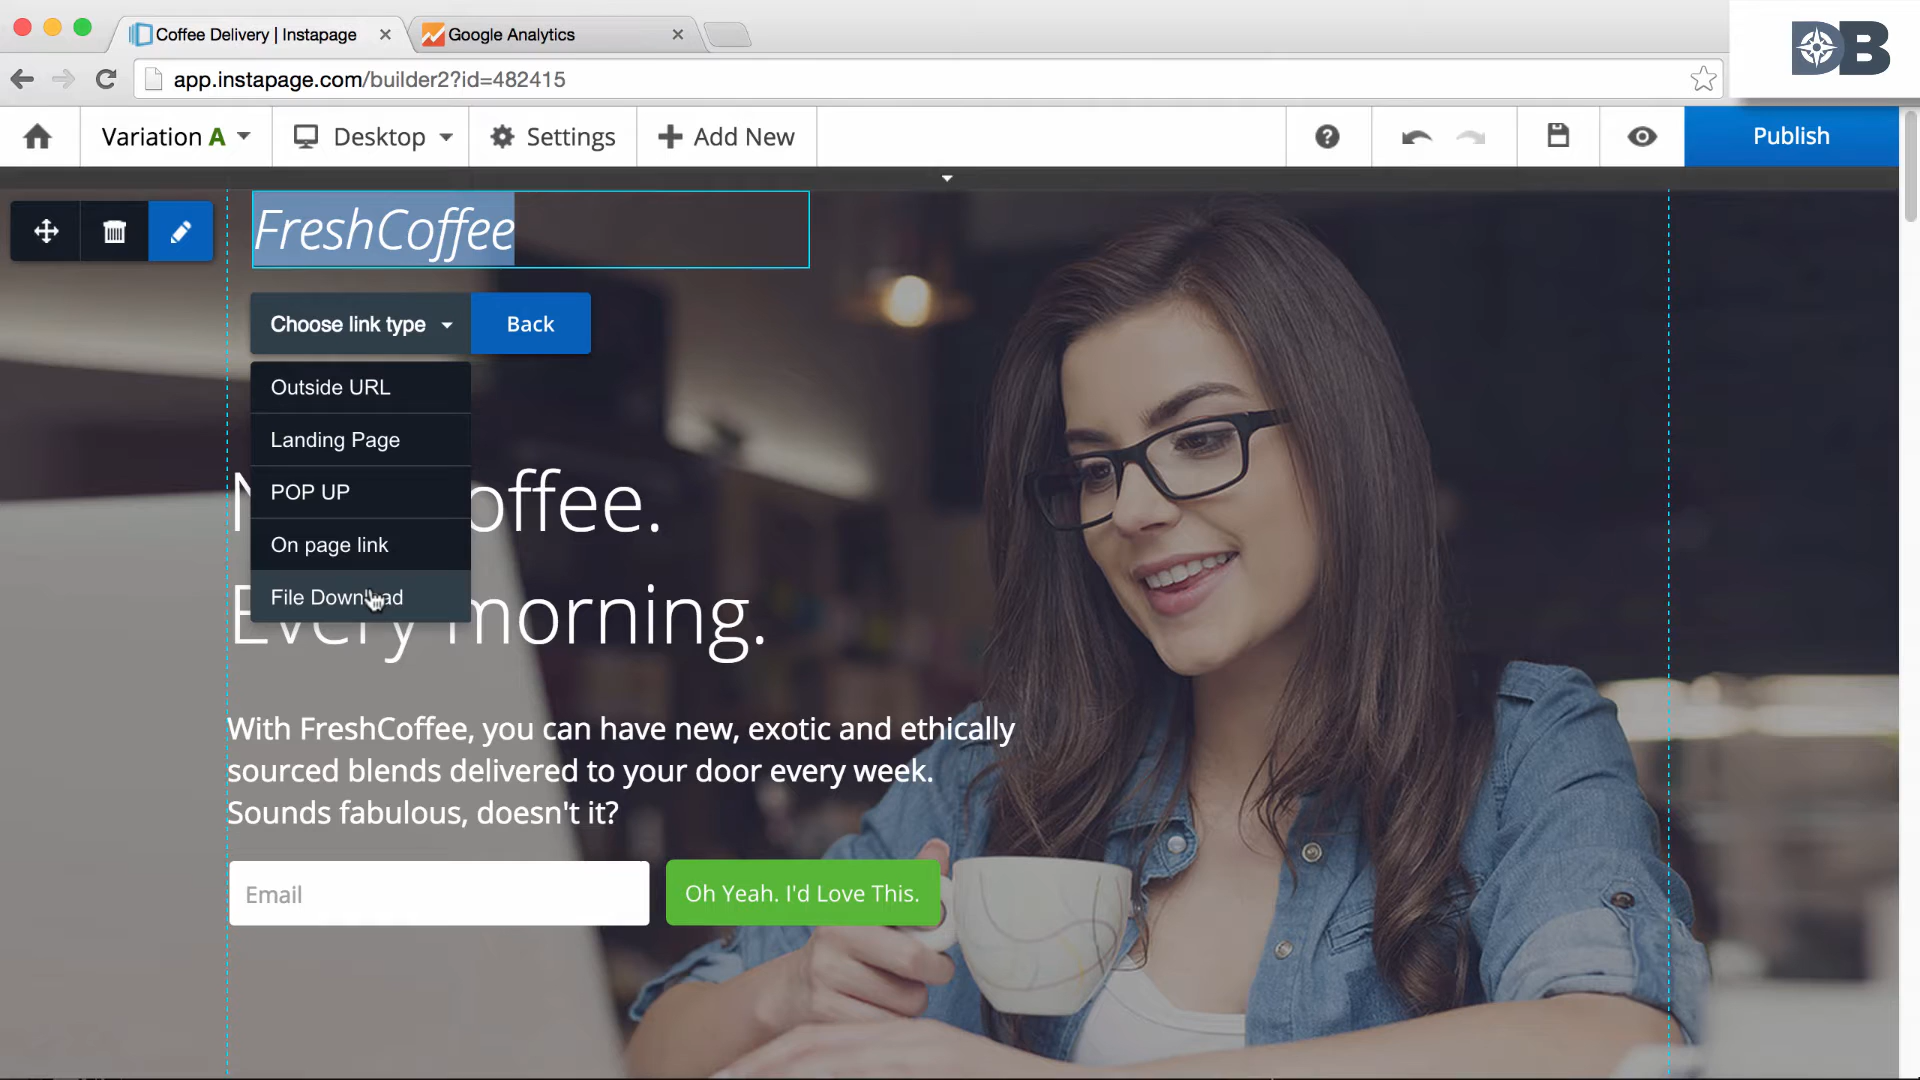 Coffee Delivery | Instapage
Google Analytics
DB
app.instapage.com/builder2?id=482415
Variation A
Desktop
Settings
Add New
Publish
FreshCoffee
Choose link type
Back
Outside URL
Landing Page
POP UP
On page link
File Download
offee.
Every morning.
With FreshCoffee, you can have new, exotic and ethically
sourced blends delivered to your door every week.
Sounds fabulous, doesn't it?
Email
Oh Yeah. I'd Love This.